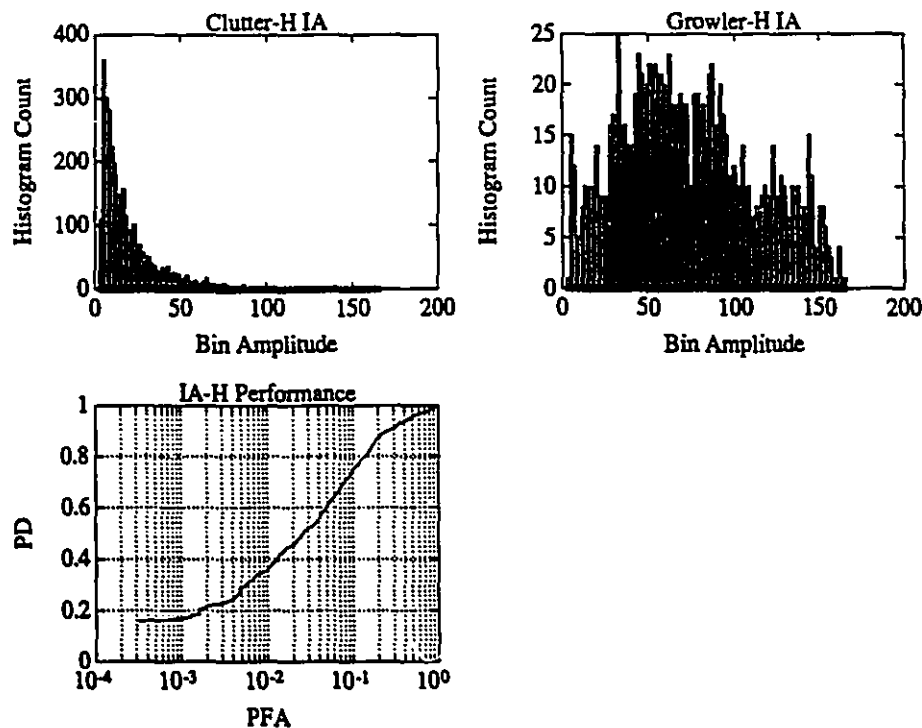 Clutter-H IA
400
300
200
100
0
Histogram Count
0 50 100 150 200
Bin Amplitude
Growler-H IA
25
20
15
10
5
0
Histogram Count
0 50 100 150 200
Bin Amplitude
IA-H Performance
1
0.8
0.6
0.4
0.2
0
PD
10-4 10-3 10-2 10-1 100
PFA